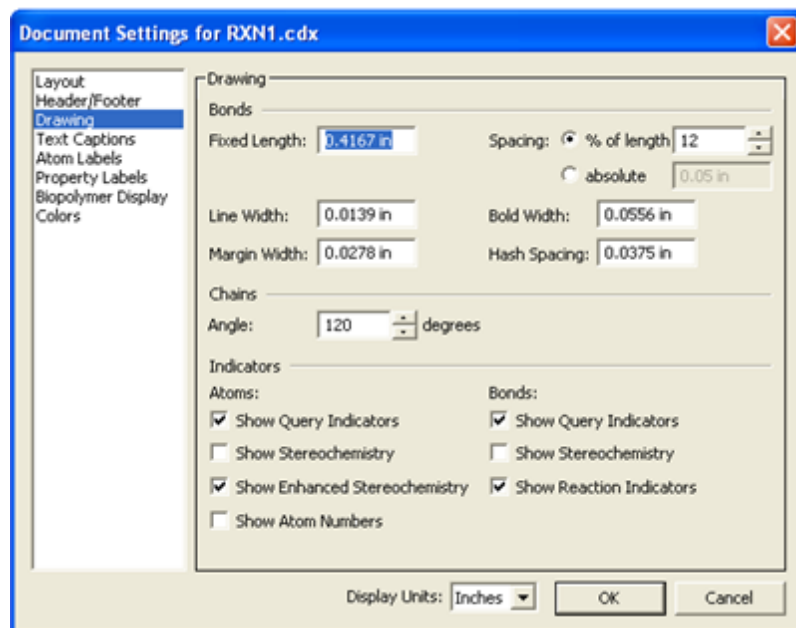 Document Settings for RXN1.cdx
Layout
Header/Footer
Drawing
Text Captions
Atom Labels
Property Labels
Biopolymer Display
Colors
Drawing
Bonds
Fixed Length: 0.4167 in Spacing: % of length 12
absolute 0.05 in
Line Width: 0.0139 in Bold Width: 0.0556 in
Margin Width: 0.0278 in Hash Spacing: 0.0375 in
Chains
Angle: 120 degrees
Indicators
Atoms: Bonds:
Show Query Indicators Show Query Indicators
Show Stereochemistry Show Stereochemistry
Show Enhanced Stereochemistry Show Reaction Indicators
Show Atom Numbers
Display Units: Inches OK Cancel